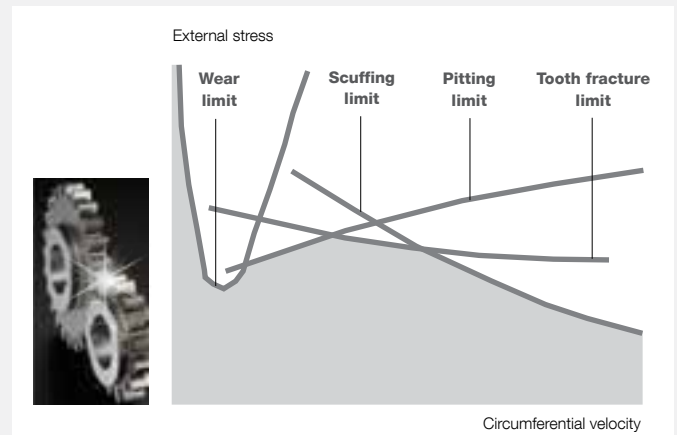 External stress
Wear
limit
Scuffing
limit
Pitting
limit
Tooth fracture
limit
Circumferential velocity